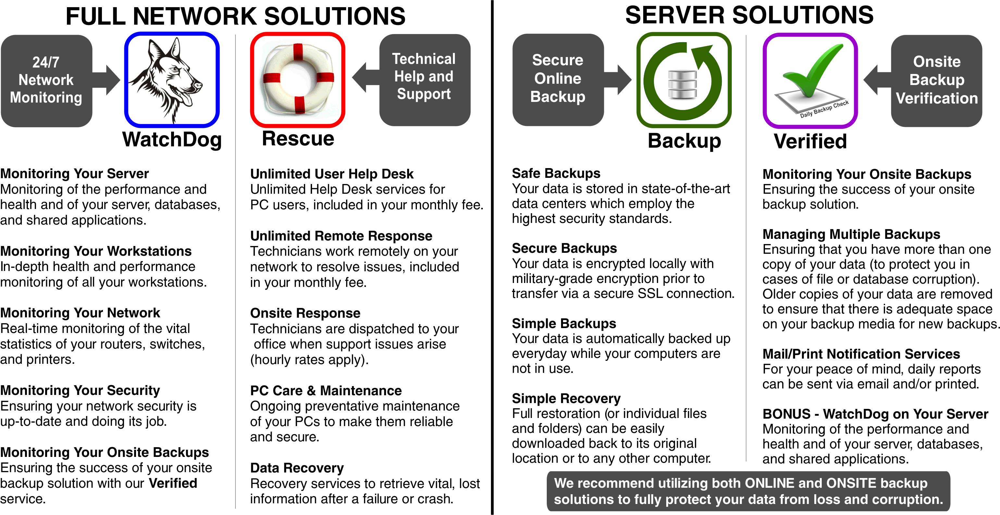 FULL NETWORK SOLUTIONS
24/7
Network
Monitoring
WatchDog
Monitoring Your Server
Monitoring of the performance and
health and of your server, databases,
and shared applications.
Monitoring Your Workstations
In-depth health and performance
monitoring of all your workstations.
Monitoring Your Network
Real-time monitoring of the vital
statistics of your routers, switches,
and printers.
Monitoring Your Security
Ensuring your network security is
up-to-date and doing its job.
Monitoring Your Onsite Backups
Ensuring the success of your onsite
backup solution with our Verified
service.
Technical
Help and
Support
Rescue
Unlimited User Help Desk
Unlimited Help Desk services for
PC users, included in your monthly fee.
Unlimited Remote Response
Technicians work remotely on your
network to resolve issues, included
in your monthly fee.
Onsite Response
Technicians are dispatched to your
office when support issues arise
(hourly rates apply).
PC Care & Maintenance
Ongoing preventative maintenance
of your PCs to make them reliable
and secure.
Data Recovery
Recovery services to retrieve vital, lost
information after a failure or crash.
SERVER SOLUTIONS
Secure
Online
Backup
Backup
Safe Backups
Your data is stored in state-of-the-art
data centers which employ the
highest security standards.
Secure Backups
Your data is encrypted locally with
military-grade encryption prior to
transfer via a secure SSL connection.
Simple Backups
Your data is automatically backed up
everyday while your computers are
not in use.
Simple Recovery
Full restoration (or individual files
and folders) can be easily
downloaded back to its original
location or to any other computer.
Daily Backup Check
Onsite
Backup
Verification
Verified
Monitoring Your Onsite Backups
Ensuring the success of your onsite
backup solution.
Managing Multiple Backups
Ensuring that you have more than one
copy of your data (to protect you in
cases of file or database corruption).
Older copies of your data are removed
to ensure that there is adequate space
on your backup media for new backups.
Mail/Print Notification Services
For your peace of mind, daily reports
can be sent via email and/or printed.
BONUS - WatchDog on Your Server
Monitoring of the performance and
health and of your server, databases,
and shared applications.
We recommend utilizing both ONLINE and ONSITE backup
solutions to fully protect your data from loss and corruption.